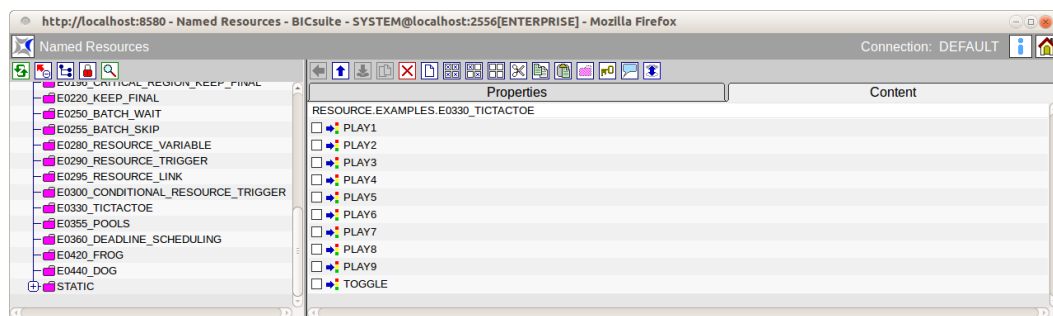 http://localhost:8580 - Named Resources - BICsuite - SYSTEM@localhost:2556[ENTERPRISE] - Mozilla Firefox
Named Resources
Connection: DEFAULT
E0196_CRITICAL_REGION_KEEP_FINAL
E0220_KEEP_FINAL
E0250_BATCH_WAIT
E0255_BATCH_SKIP
E0280_RESOURCE_VARIABLE
E0290_RESOURCE_TRIGGER
E0295_RESOURCE_LINK
E0300_CONDITIONAL_RESOURCE_TRIGGER
E0330_TICTACTOE
E0355_POOLS
E0360_DEADLINE_SCHEDULING
E0420_FROG
E0440_DOG
STATIC
Properties
Content
RESOURCE.EXAMPLES.E0330_TICTACTOE
PLAY1
PLAY2
PLAY3
PLAY4
PLAY5
PLAY6
PLAY7
PLAY8
PLAY9
TOGGLE